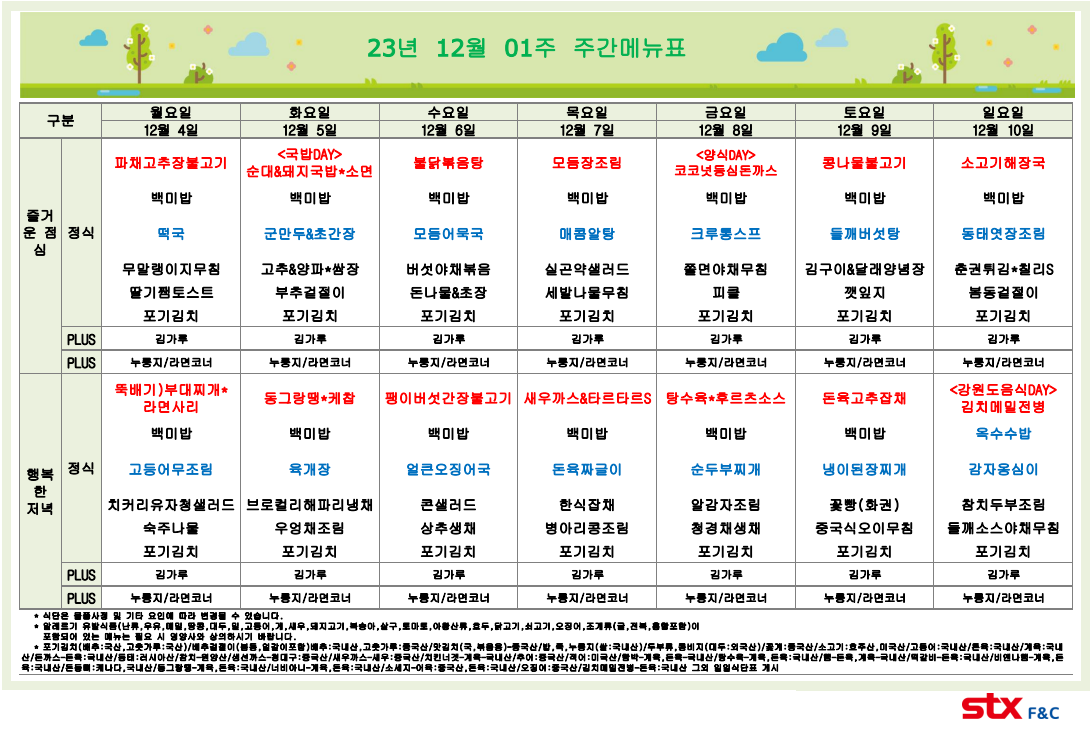 23년 12월 01주 주간메뉴표
구분 월요일 화요일 수요일 목요일 금요일 토요일 일요일
12월 4일 12월 5일 12월 6일 12월 7일 12월 8일 12월 9일 12월 10일
즐거운 점심 정식
파채고추장불고기 <국밥DAY> 순대&돼지국밥*소면 불닭볶음탕 모듬장조림 <양식DAY> 코코넛등심돈까스 콩나물불고기 소고기해장국
백미밥 백미밥 백미밥 백미밥 백미밥 백미밥 백미밥
떡국 군만두&초간장 모듬어묵국 매콤알탕 크루통스프 들깨버섯탕 동태엿장조림
무말랭이지무침 고추&양파*쌈장 버섯야채볶음 실곤약샐러드 쫄면야채무침 김구이&달래양념장 춘권튀김*칠리S
딸기쨈토스트 부추겉절이 돈나물&초장 세발나물무침 피클 깻잎지 봄동겉절이
포기김치 포기김치 포기김치 포기김치 포기김치 포기김치 포기김치
PLUS 김가루 김가루 김가루 김가루 김가루 김가루 김가루
PLUS 누룽지/라면코너 누룽지/라면코너 누룽지/라면코너 누룽지/라면코너 누룽지/라면코너 누룽지/라면코너 누룽지/라면코너
행복한 저녁 정식
뚝배기)부대찌개*라면사리 동그랑땡*케찹 팽이버섯간장불고기 새우까스&타르타르S 탕수육*후르츠소스 돈육고추잡채 <강원도음식DAY> 김치메밀전병
백미밥 백미밥 백미밥 백미밥 백미밥 백미밥 옥수수밥
고등어무조림 육개장 얼큰오징어국 돈육짜글이 순두부찌개 냉이된장찌개 감자옹심이
치커리유자청샐러드 브로컬리해파리냉채 콘샐러드 한식잡채 알감자조림 꽃빵(화권) 참치두부조림
숙주나물 우엉채조림 상추생채 병아리콩조림 청경채생채 중국식오이무침 들깨소스야채무침
포기김치 포기김치 포기김치 포기김치 포기김치 포기김치 포기김치
PLUS 김가루 김가루 김가루 김가루 김가루 김가루 김가루
PLUS 누룽지/라면코너 누룽지/라면코너 누룽지/라면코너 누룽지/라면코너 누룽지/라면코너 누룽지/라면코너 누룽지/라면코너
* 식단은 물품사정 및 기타 요인에 따라 변경될 수 있습니다.
* 알레르기 유발식품(난류,우유,메밀,땅콩,대두,밀,고등어,게,새우,돼지고기,복숭아,살구,토마토,아황산류,호두,닭고기,쇠고기,오징어,조개류(굴,전복,홍합포함)이
포함되어 있는 메뉴는 필요 시 영양사와 상의하시기 바랍니다.
* 포기김치(배추:국산,고춧가루:국산)/배추겉절이(봄동,얼갈이포함)배추:국내산,고춧가루:중국산/맛김치(국,볶음용)-중국산/밥,죽,누룽지(쌀:국내산)/두부류,콩비지(대두:외국산)/꽃게:중국산/소고기:호주산,미국산/고등어:국내산/돈육:국내산/계육:국내
stx F&C